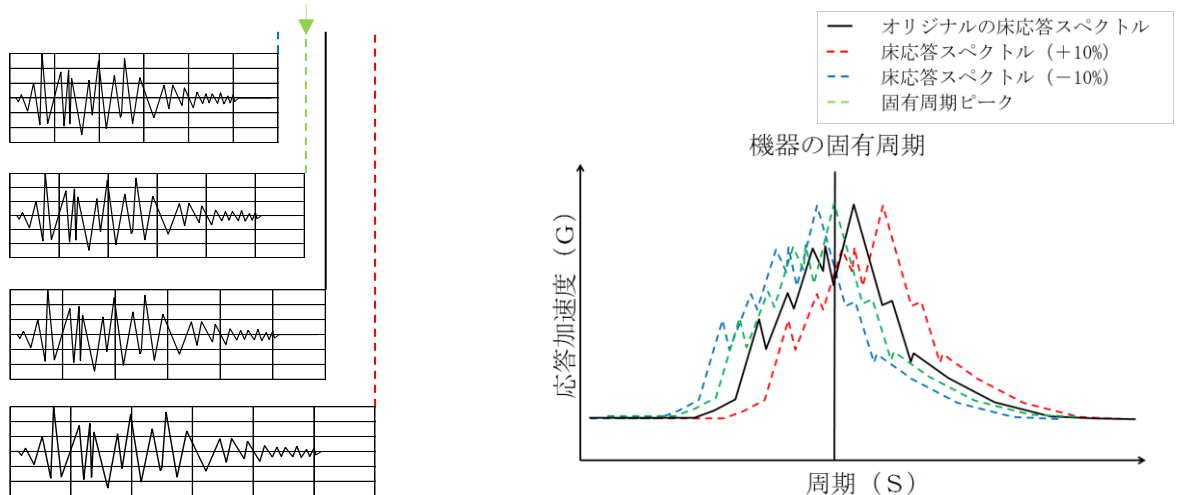 オリジナルの床応答スペクトル
床応答スペクトル（＋10%）
床応答スペクトル（－10%）
固有周期ピーク
機器の固有周期
応答加速度（G）
周期（S）